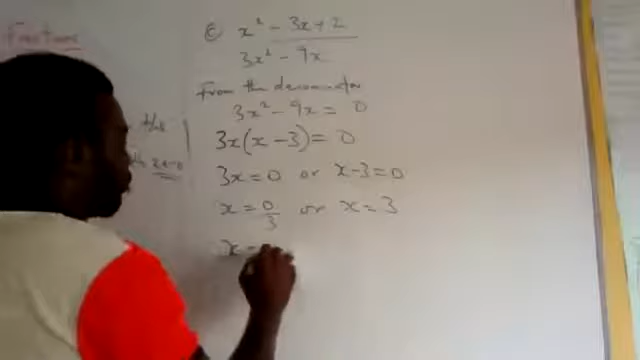 Fractions
© x² - 3x + 2
3x² - 9x
From the denominator
3x² - 9x = 0
3x(x - 3) = 0
3x = 0 or x - 3 = 0
x = 0/3 or x = 3
x =